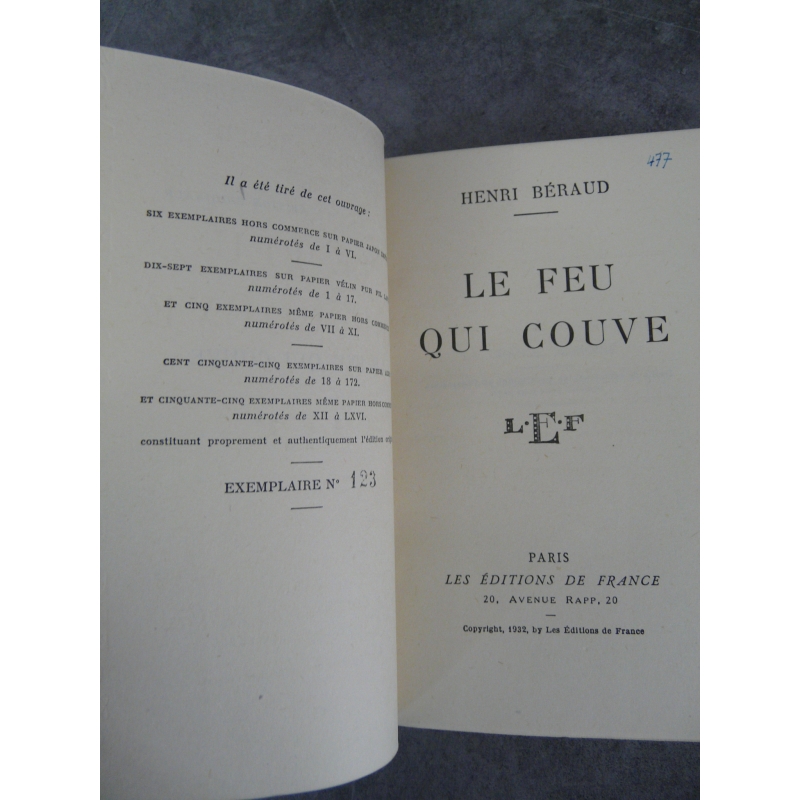 Il a été tiré de cet ouvrage :
SIX EXEMPLAIRES HORS COMMERCE SUR PAPIER JAPON
numérotés de I à VI.
DIX-SEPT EXEMPLAIRES SUR PAPIER VÉLIN PUR FIL
numérotés de 1 à 17.
ET CINQ EXEMPLAIRES MÊME PAPIER HORS
numérotés de VII à XI.
CENT CINQUANTE-CINQ EXEMPLAIRES SUR PAPIER
numérotés de 18 à 172.
ET CINQUANTE-CINQ EXEMPLAIRES MÊME PAPIER HORS
numérotés de XII à LXVI.
constituant proprement et authentiquement l'édition
EXEMPLAIRE N° 123
477
HENRI BÉRAUD
LE FEU
QUI COUVE
L·E·F
PARIS
LES ÉDITIONS DE FRANCE
20, AVENUE RAPP, 20
Copyright, 1932, by Les Éditions de France